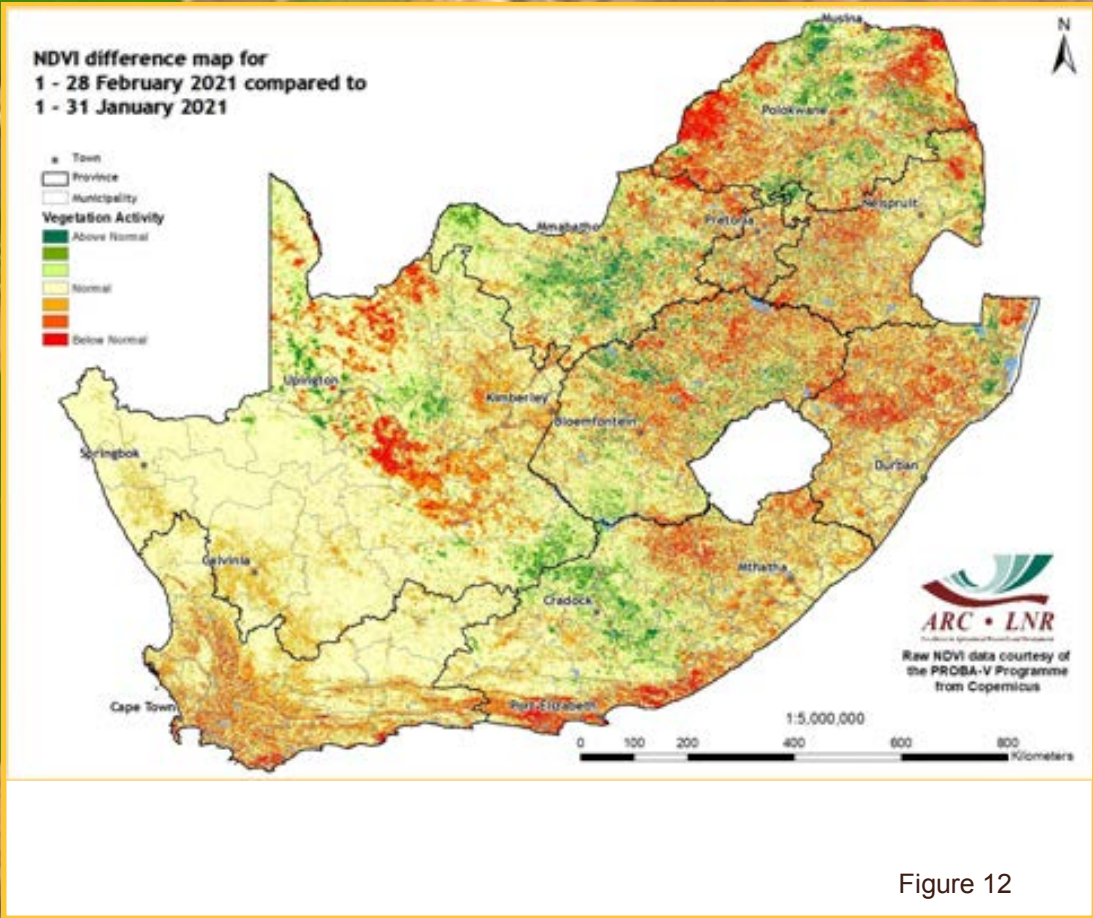 NDVI difference map for
1 - 28 February 2021 compared to
1 - 31 January 2021
N
Town
Province
Municipality
Vegetation Activity
Above Normal
Normal
Below Normal
Musina
Polokwane
Nelspruit
Pretoria
Mmabatho
Upington
Kimberley
Bloemfontein
Springbok
Durban
Calvinia
Mthatha
Cradock
Cape Town
Port Elizabeth
ARC • LNR
Raw NDVI data courtesy of
the PROBA-V Programme
from Copernicus
1:5,000,000
0 100 200 400 600 800
Kilometers
Figure 12